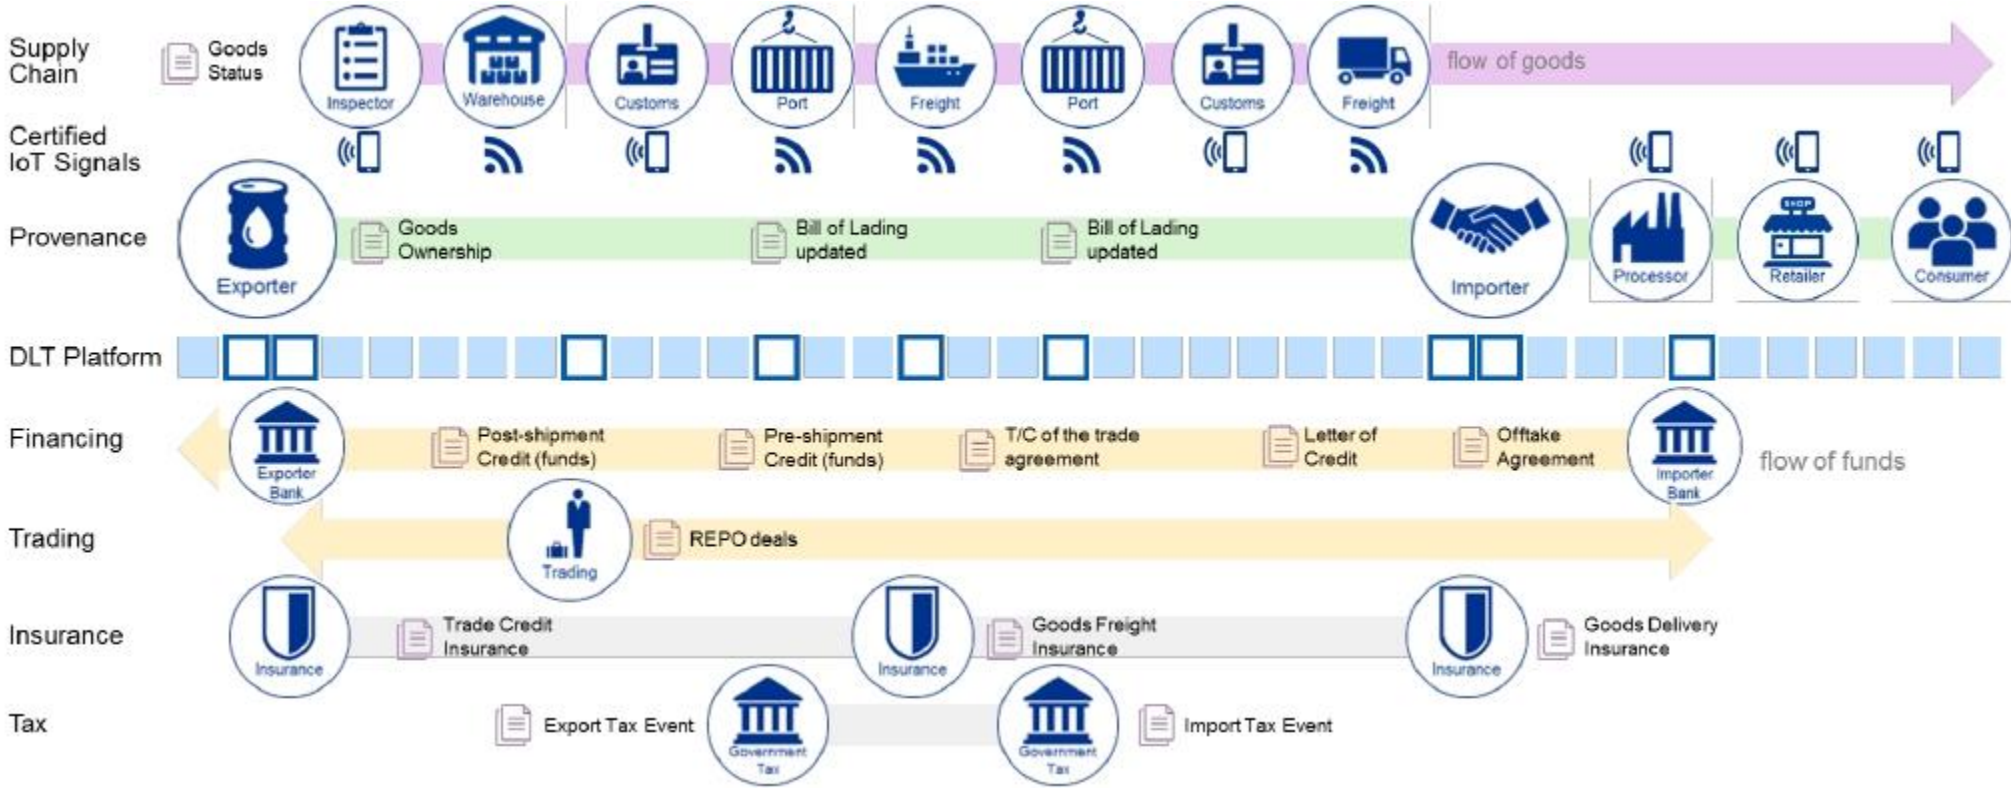 Supply
Chain
Goods
Status
Inspector
Warehouse
Customs
Port
Freight
Port
Customs
Freight
flow of goods
Certified
IoT Signals
Provenance
Exporter
Goods
Ownership
Bill of Lading
updated
Bill of Lading
updated
Importer
Processor
SHOP
Retailer
Consumer
DLT Platform
Financing
Exporter
Bank
Post-shipment
Credit (funds)
Pre-shipment
Credit (funds)
T/C of the trade
agreement
Letter of
Credit
Offtake
Agreement
Importer
Bank
flow of funds
Trading
Trading
REPO deals
Insurance
Insurance
Trade Credit
Insurance
Insurance
Goods Freight
Insurance
Insurance
Goods Delivery
Insurance
Tax
Export Tax Event
Government
Tax
Government
Tax
Import Tax Event